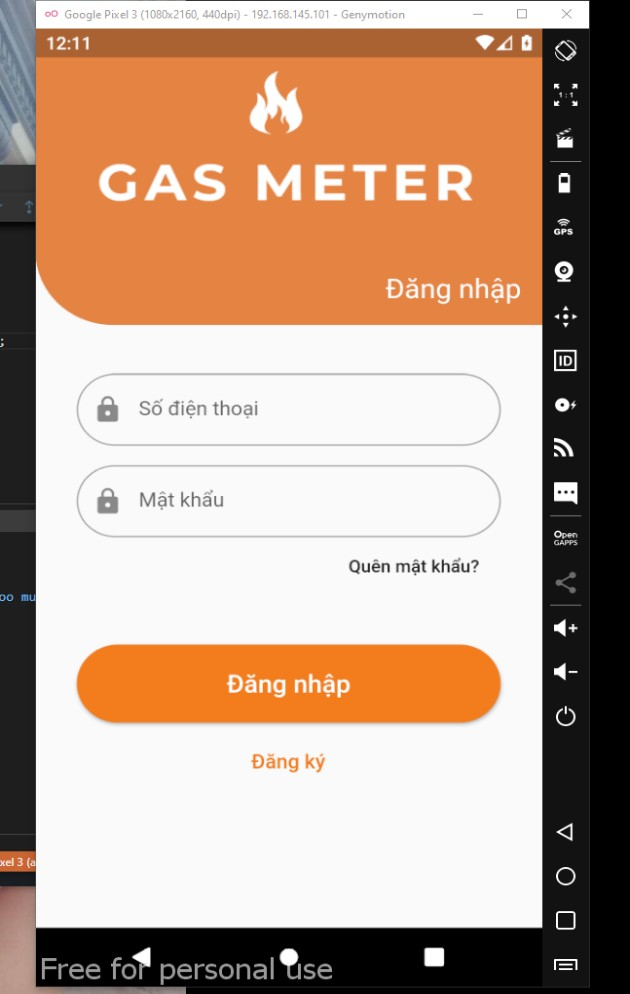 Google Pixel 3 (1080x2160, 440dpi) - 192.168.145.101 - Genymotion
12:11
1:1
GAS METER
GPS
Đăng nhập
;
ID
Số điện thoại
Mật khẩu
Open
GAPPS
Quên mật khẩu?
oo mu
Đăng nhập
Đăng ký
xel 3 (a
Free for personal use